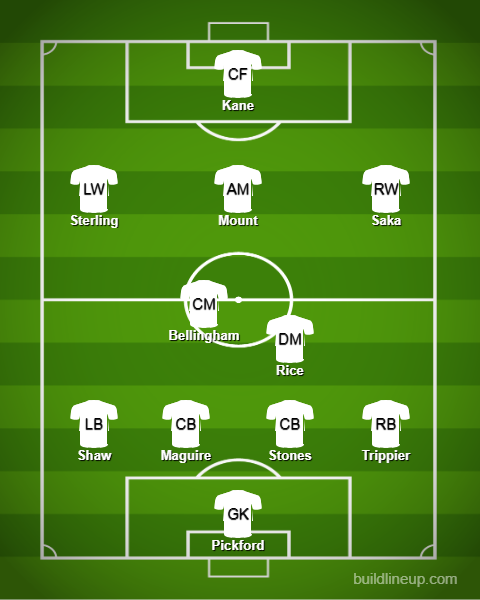 CF
Kane
LW AM RW
Sterling Mount Saka
CM
Bellingham
DM
Rice
LB CB CB RB
Shaw Maguire Stones Trippier
GK
Pickford
buildlineup.com